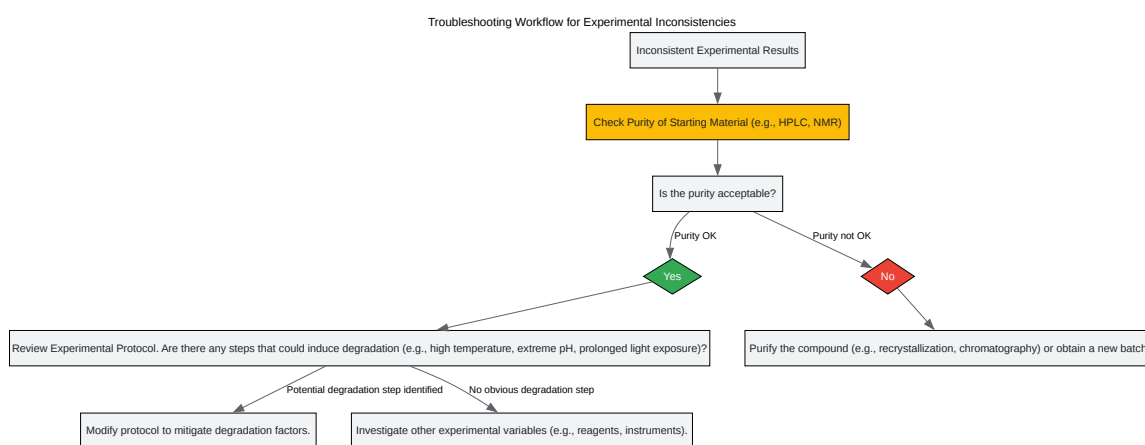 Troubleshooting Workflow for Experimental Inconsistencies
Inconsistent Experimental Results
Check Purity of Starting Material (e.g., HPLC, NMR)
Is the purity acceptable?
Purity OK
Purity not OK
Yes
No
Review Experimental Protocol. Are there any steps that could induce degradation (e.g., high temperature, extreme pH, prolonged light exposure)?
Purify the compound (e.g., recrystallization, chromatography) or obtain a new batch
Potential degradation step identified
No obvious degradation step
Modify protocol to mitigate degradation factors.
Investigate other experimental variables (e.g., reagents, instruments).